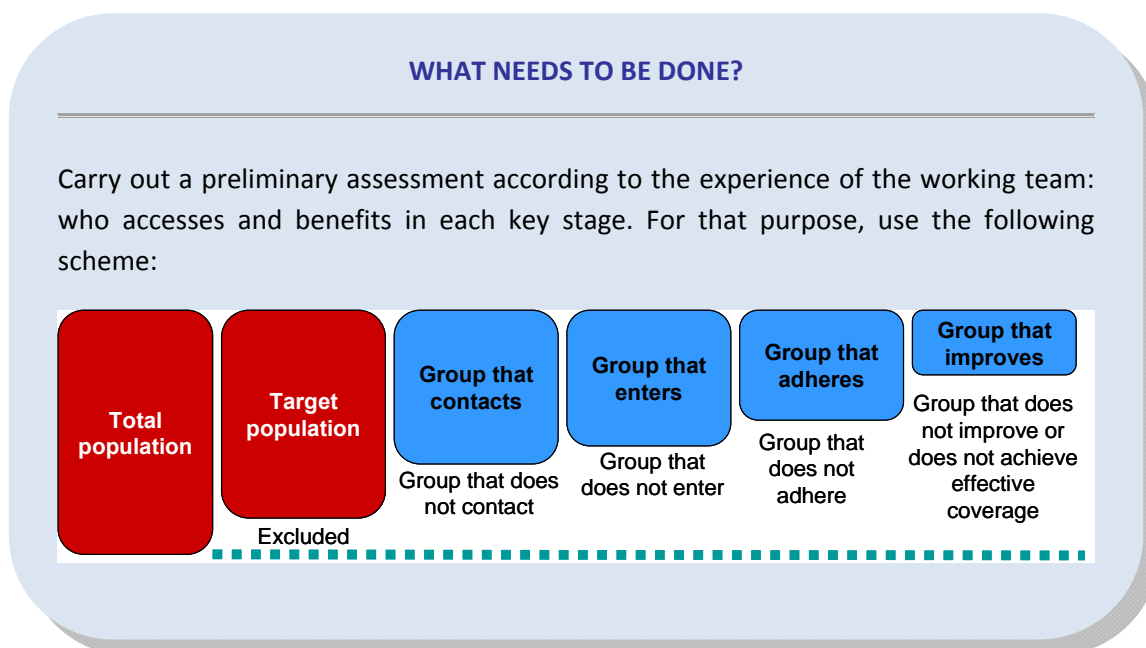 WHAT NEEDS TO BE DONE?
Carry out a preliminary assessment according to the experience of the working team:
who accesses and benefits in each key stage. For that purpose, use the following
scheme:
Total
population
Target
population
Excluded
Group that
contacts
Group that does
not contact
Group that
enters
Group that
does not enter
Group that
adheres
Group that
does not
adhere
Group that
improves
Group that does
not improve or
does not achieve
effective
coverage